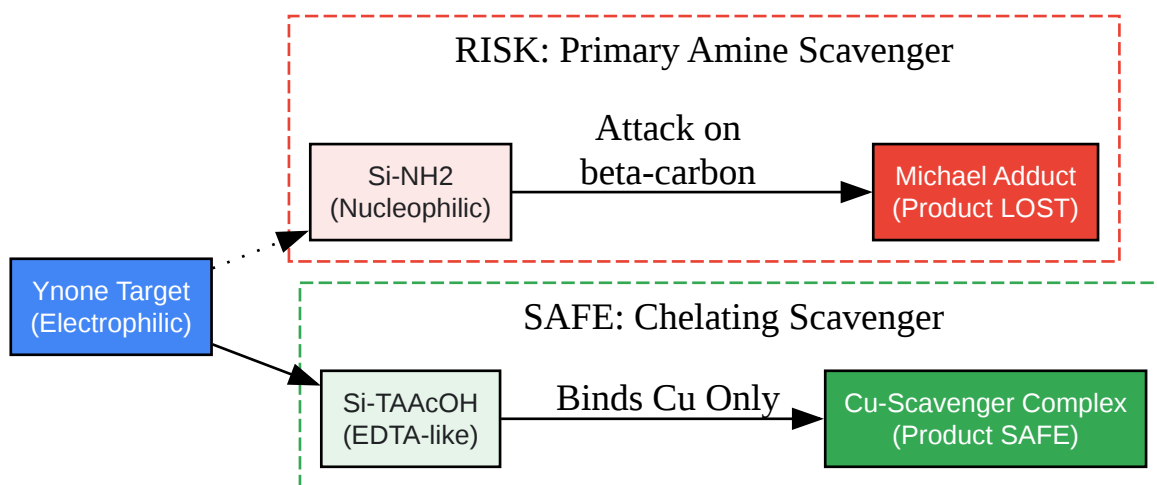 RISK: Primary Amine Scavenger
Attack on
beta-carbon
Si-NH2
(Nucleophilic)
Michael Adduct
(Product LOST)
Ynone Target
(Electrophilic)
SAFE: Chelating Scavenger
Si-TAAcOH
(EDTA-like)
Binds Cu Only
Cu-Scavenger Complex
(Product SAFE)